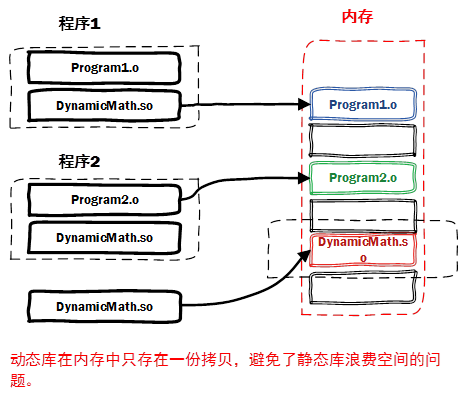 程序1
Program1.o
DynamicMath.so
程序2
Program2.o
DynamicMath.so
DynamicMath.so
内存
Program1.o
Program2.o
DynamicMath.s
o
动态库在内存中只存在一份拷贝，避免了静态库浪费空间的问
题。